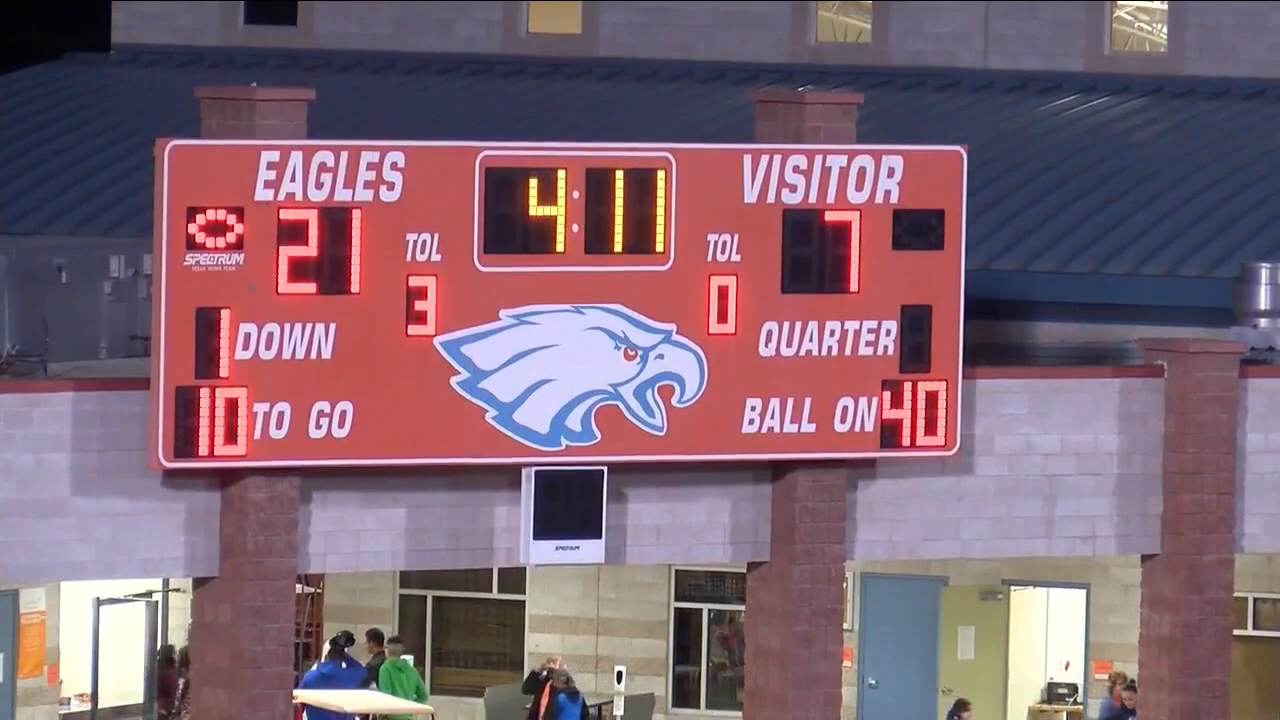 EAGLES
4:11
VISITOR
21
7
SPECTRUM
TOL
3
TOL
0
1 DOWN
QUARTER
10 TO GO
BALL ON 40
SPECTRUM